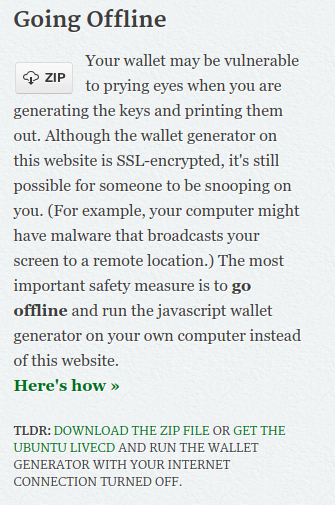 Going Offline
ZIP
Your wallet may be vulnerable
to prying eyes when you are
generating the keys and printing them
out. Although the wallet generator on
this website is SSL-encrypted, it's still
possible for someone to be snooping on
you. (For example, your computer might
have malware that broadcasts your
screen to a remote location.) The most
important safety measure is to go
offline and run the javascript wallet
generator on your own computer instead
of this website.
Here's how »
TLDR: DOWNLOAD THE ZIP FILE OR GET THE
UBUNTU LIVECD AND RUN THE WALLET
GENERATOR WITH YOUR INTERNET
CONNECTION TURNED OFF.